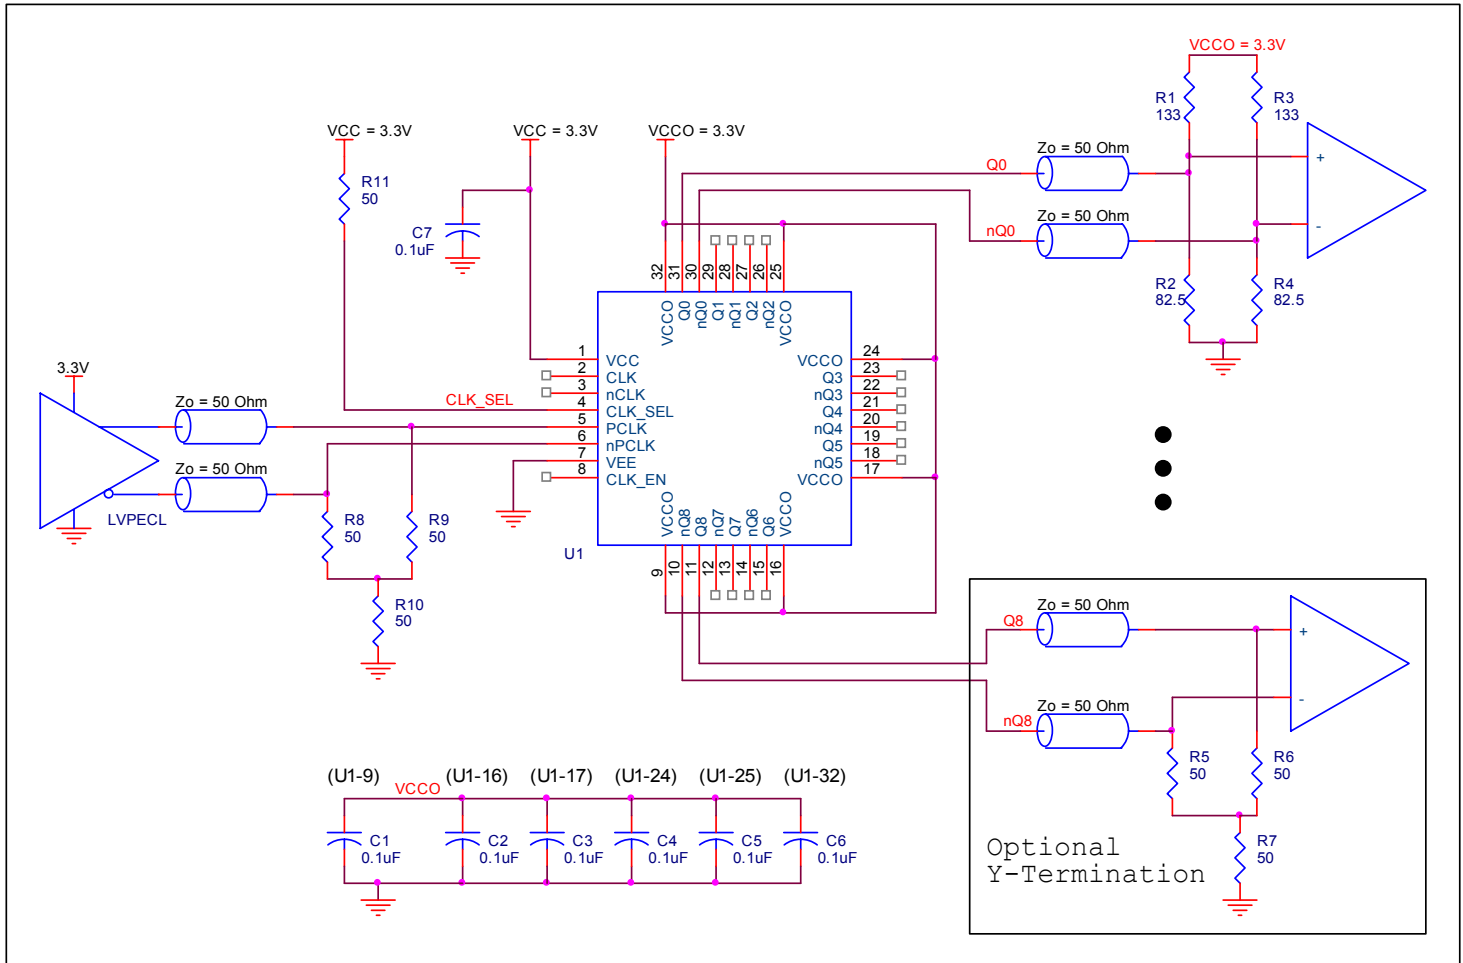 VCCO = 3.3V
R1
133
R3
133
VCC = 3.3V
VCC = 3.3V
VCCO = 3.3V
Zo = 50 Ohm
Q0
+
R11
50
Zo = 50 Ohm
nQ0
-
C7
0.1uF
32
31
30
29
28
27
26
25
R2
82.5
R4
82.5
VCCO
Q0
nQ0
Q1
nQ1
Q2
nQ2
VCCO
1
VCC
2
CLK
3
nCLK
4
CLK_SEL
5
PCLK
6
nPCLK
7
VEE
8
CLK_EN
VCCO
24
Q3
23
nQ3
22
Q4
21
nQ4
20
Q5
19
nQ5
18
VCCO
17
3.3V
Zo = 50 Ohm
CLK_SEL
Zo = 50 Ohm
LVPECL
R8
50
R9
50
R10
50
VCCO
nQ8
Q8
nQ7
Q7
nQ6
Q6
VCCO
U1
9
10
11
12
13
14
15
16
Zo = 50 Ohm
Q8
+
Zo = 50 Ohm
nQ8
-
R5
50
R6
50
R7
50
Optional
Y-Termination
(U1-9)
(U1-16)
(U1-17)
(U1-24)
(U1-25)
(U1-32)
VCCO
C1
0.1uF
C2
0.1uF
C3
0.1uF
C4
0.1uF
C5
0.1uF
C6
0.1uF